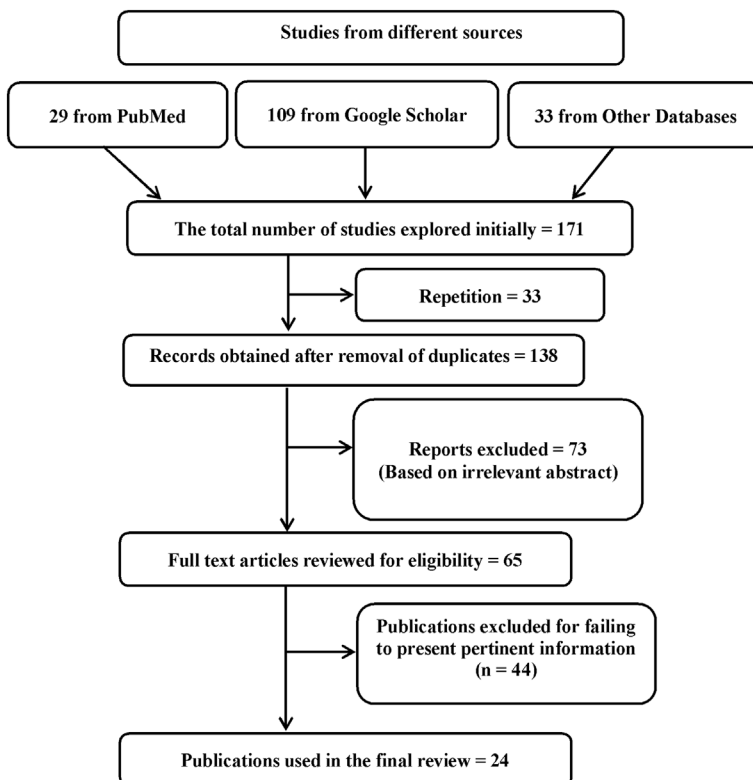 Studies from different sources
29 from PubMed
109 from Google Scholar
33 from Other Databases
The total number of studies explored initially = 171
Repetition = 33
Records obtained after removal of duplicates = 138
Reports excluded = 73
(Based on irrelevant abstract)
Full text articles reviewed for eligibility = 65
Publications excluded for failing
to present pertinent information
(n = 44)
Publications used in the final review = 24